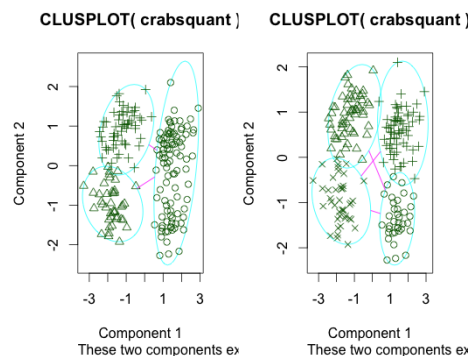 CLUSPLOT( crabsquant )
CLUSPLOT( crabsquant )
Component 2
2
1
0
-1
-2
-3
-1
1
2
3
Component 1
These two components ex
Component 2
2
1
0
-1
-2
-3
-1
1
2
3
Component 1
These two components ex